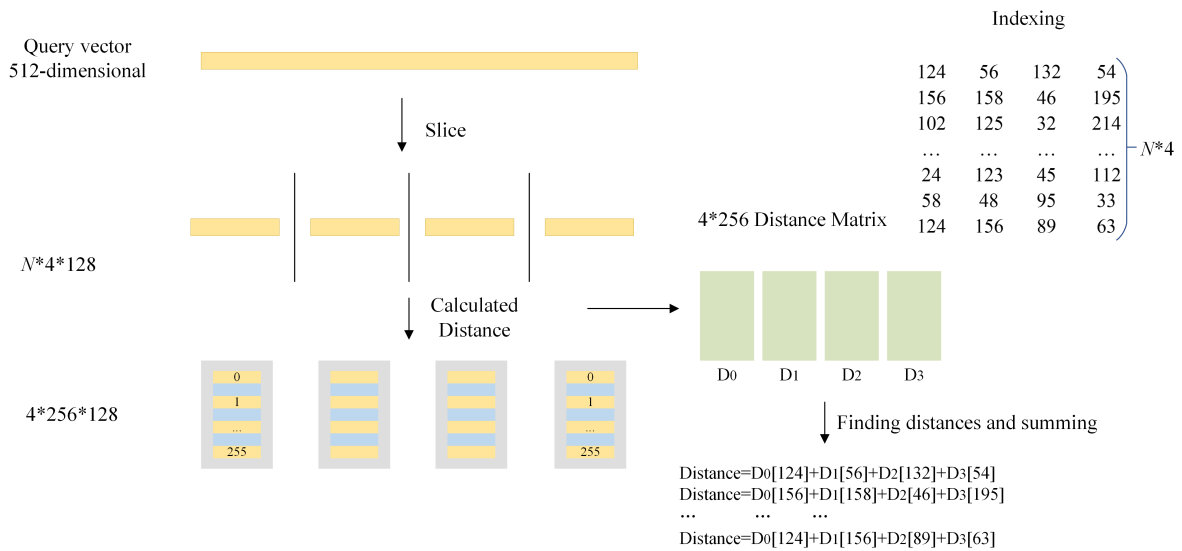 Query vector
512-dimensional
Slice
N*4*128
Calculated
Distance
4*256*128
0
1
...
255
0
1
...
255
Indexing
124 56 132 54
156 158 46 195
102 125 32 214
... ... ... ...
24 123 45 112
58 48 95 33
124 156 89 63
N*4
4*256 Distance Matrix
D0 D1 D2 D3
Finding distances and summing
Distance=D0[124]+D1[56]+D2[132]+D3[54]
Distance=D0[156]+D1[158]+D2[46]+D3[195]
... ... ...
Distance=D0[124]+D1[156]+D2[89]+D3[63]